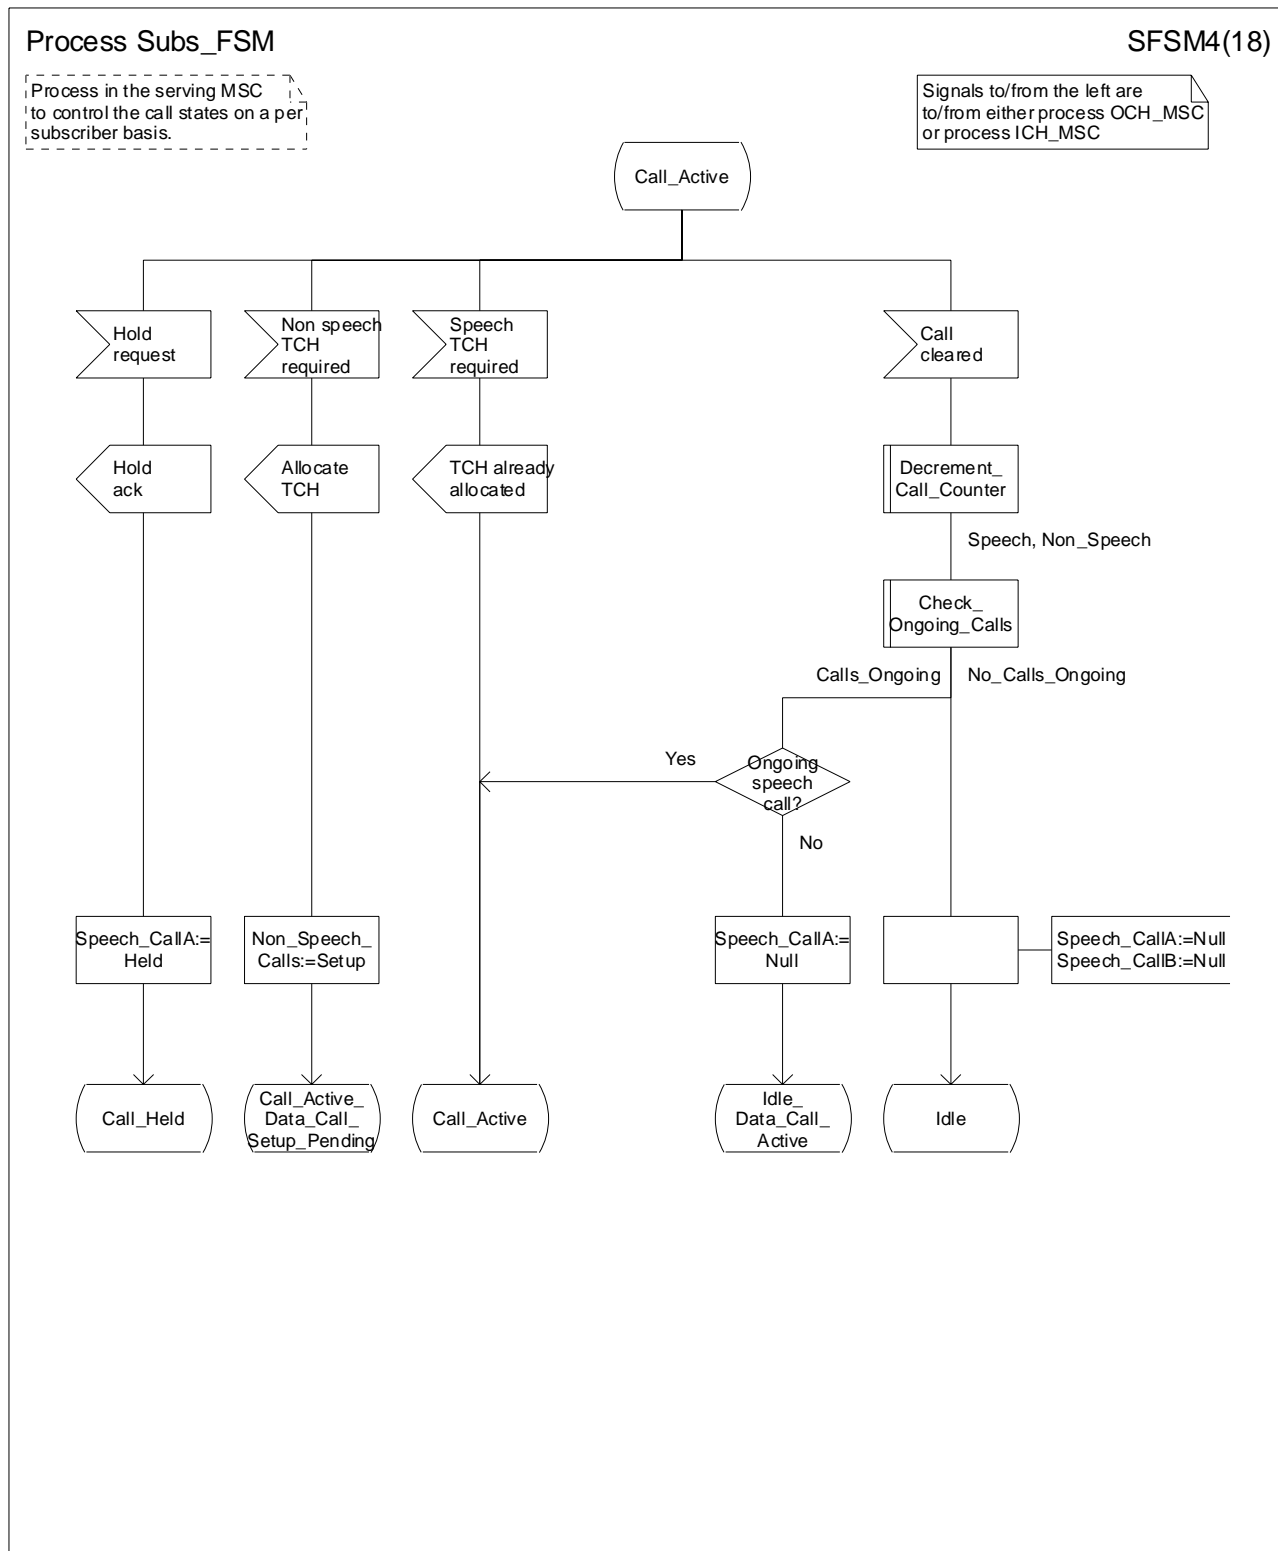 Process Subs_FSM
SFSM4(18)
Process in the serving MSC
to control the call states on a per
subscriber basis.
Signals to/from the left are
to/from either process OCH_MSC
or process ICH_MSC
Call_Active
Hold
request
Non speech
TCH
required
Speech
TCH
required
Call
cleared
Hold
ack
Allocate
TCH
TCH already
allocated
Decrement_
Call_Counter
Speech, Non_Speech
Check_
Ongoing_Calls
Calls_Ongoing
No_Calls_Ongoing
Yes
Ongoing
speech
call?
No
Speech_CallA:=
Held
Non_Speech_
Calls:=Setup
Speech_CallA:=
Null
Speech_CallA:=Null
Speech_CallB:=Null
Call_Held
Call_Active_
Data_Call_
Setup_Pending
Call_Active
Idle_
Data_Call_
Active
Idle